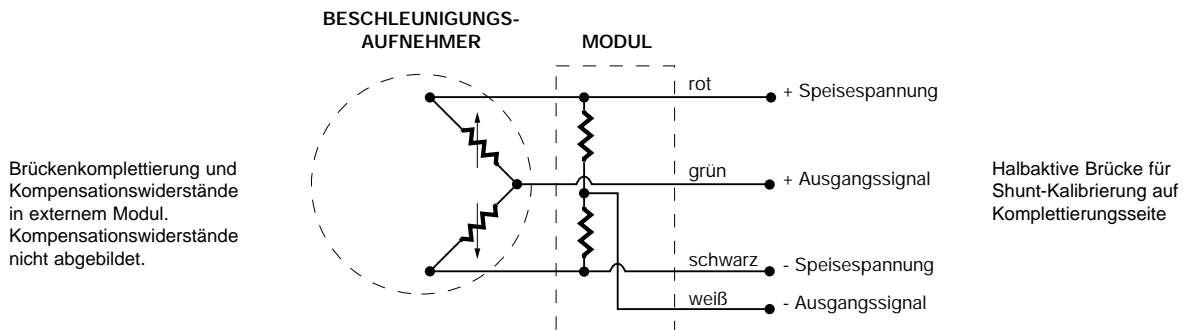 BESCHLEUNIGUNGS-
AUFNEHMER
MODUL
rot
+ Speisespannung
Brückenkomplettierung und
Kompensationswiderstände
in externem Modul.
Kompensationswiderstände
nicht abgebildet.
grün
+ Ausgangssignal
Halbaktive Brücke für
Shunt-Kalibrierung auf
Komplettierungsseite
schwarz
- Speisespannung
weiß
- Ausgangssignal